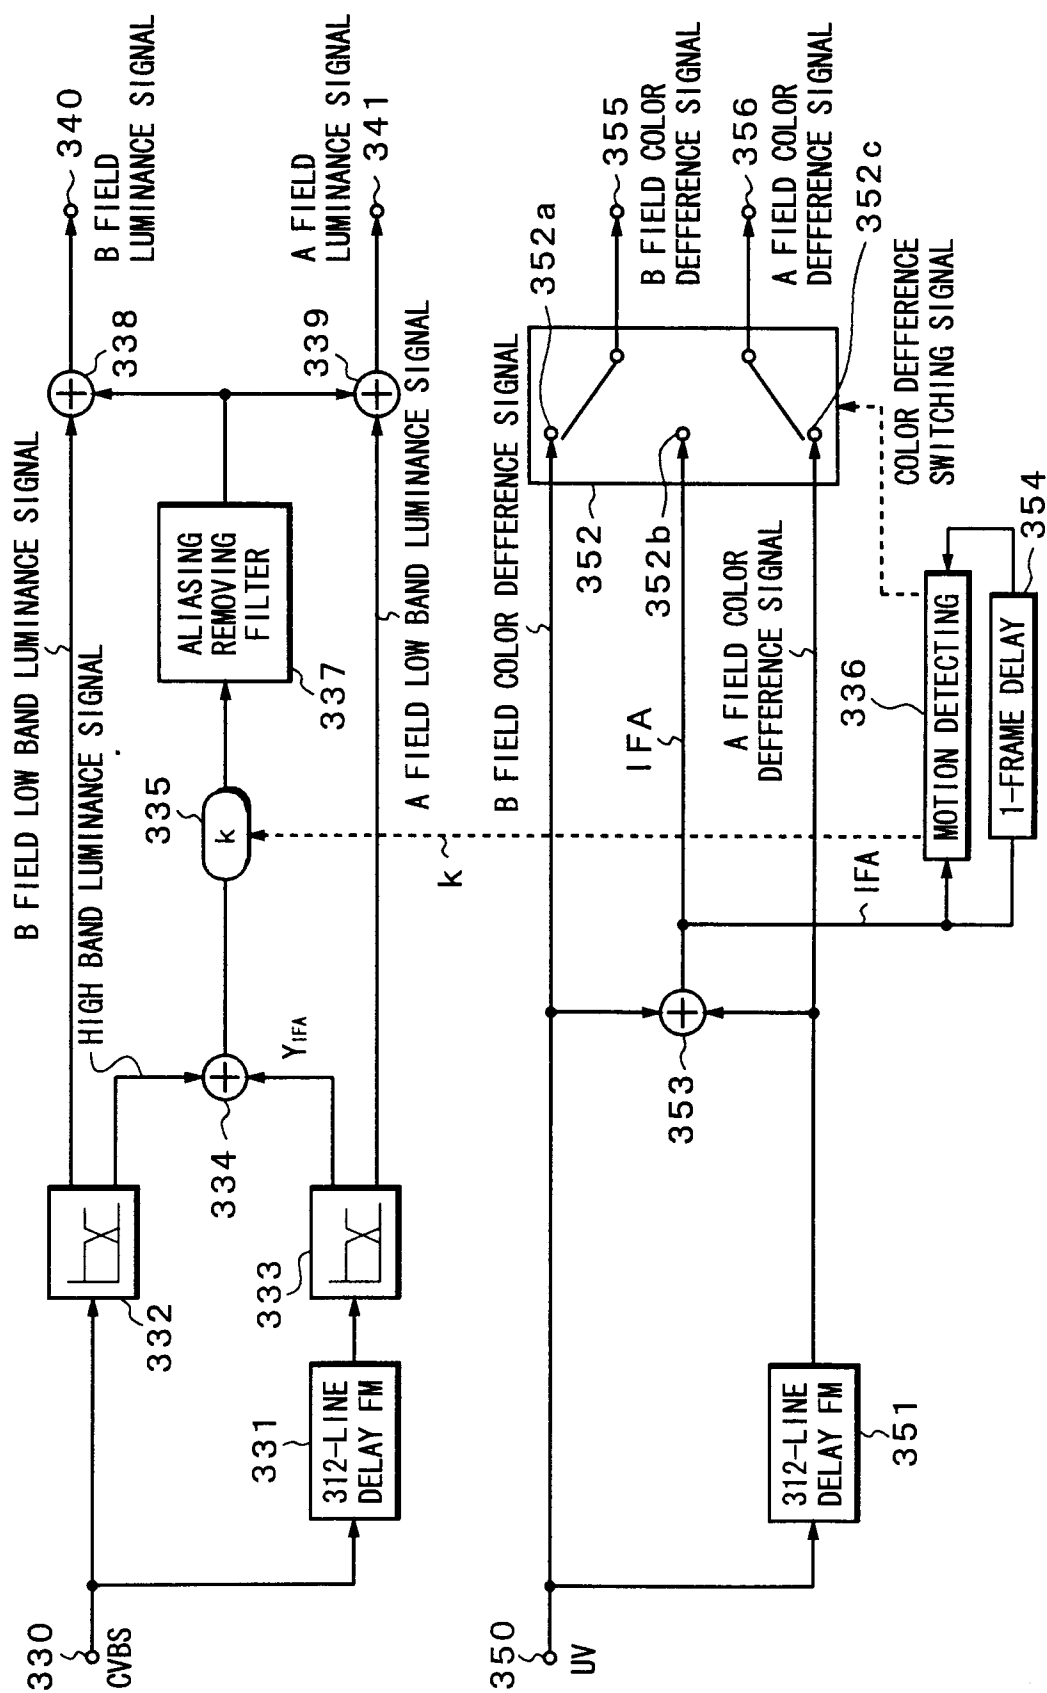 330
CVBS
331
312-LINE
DELAY FM
332
333
334
HIGH BAND LUMINANCE SIGNAL
B FIELD LOW BAND LUMINANCE SIGNAL
YIFA
335
k
k
337
ALIASING
REMOVING
FILTER
A FIELD LOW BAND LUMINANCE SIGNAL
338
339
340
B FIELD
LUMINANCE SIGNAL
A FIELD
LUMINANCE SIGNAL
341
350
UV
351
312-LINE
DELAY FM
353
IFA
IFA
B FIELD COLOR DEFFERENCE SIGNAL
A FIELD COLOR
DEFFERENCE SIGNAL
336
MOTION DETECTING
1-FRAME DELAY
354
352
352a
352b
352c
COLOR DEFFERENCE
SWITCHING SIGNAL
355
B FIELD COLOR
DEFFERENCE SIGNAL
356
A FIELD COLOR
DEFFERENCE SIGNAL